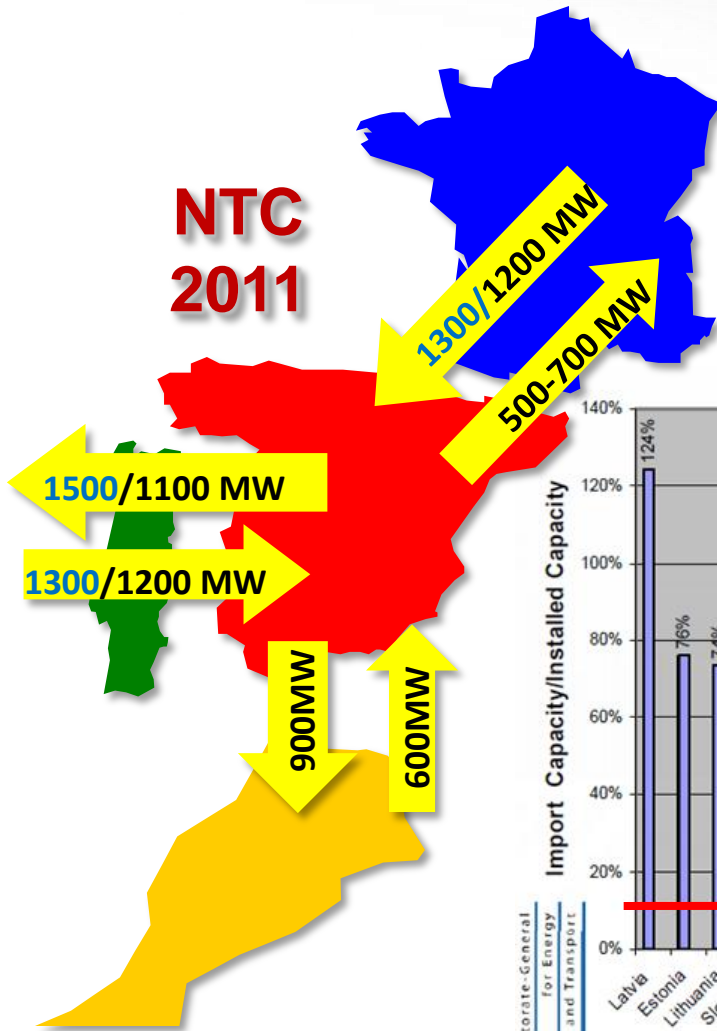 NTC
2011
1300/1200 MW
500-700 MW
1500/1100 MW
1300/1200 MW
900MW
600MW
Import Capacity/Installed Capacity
140%
120%
100%
80%
60%
40%
20%
0%
124%
76%
74%
Latvia
Estonia
Lithuania
for Energy
and Transport